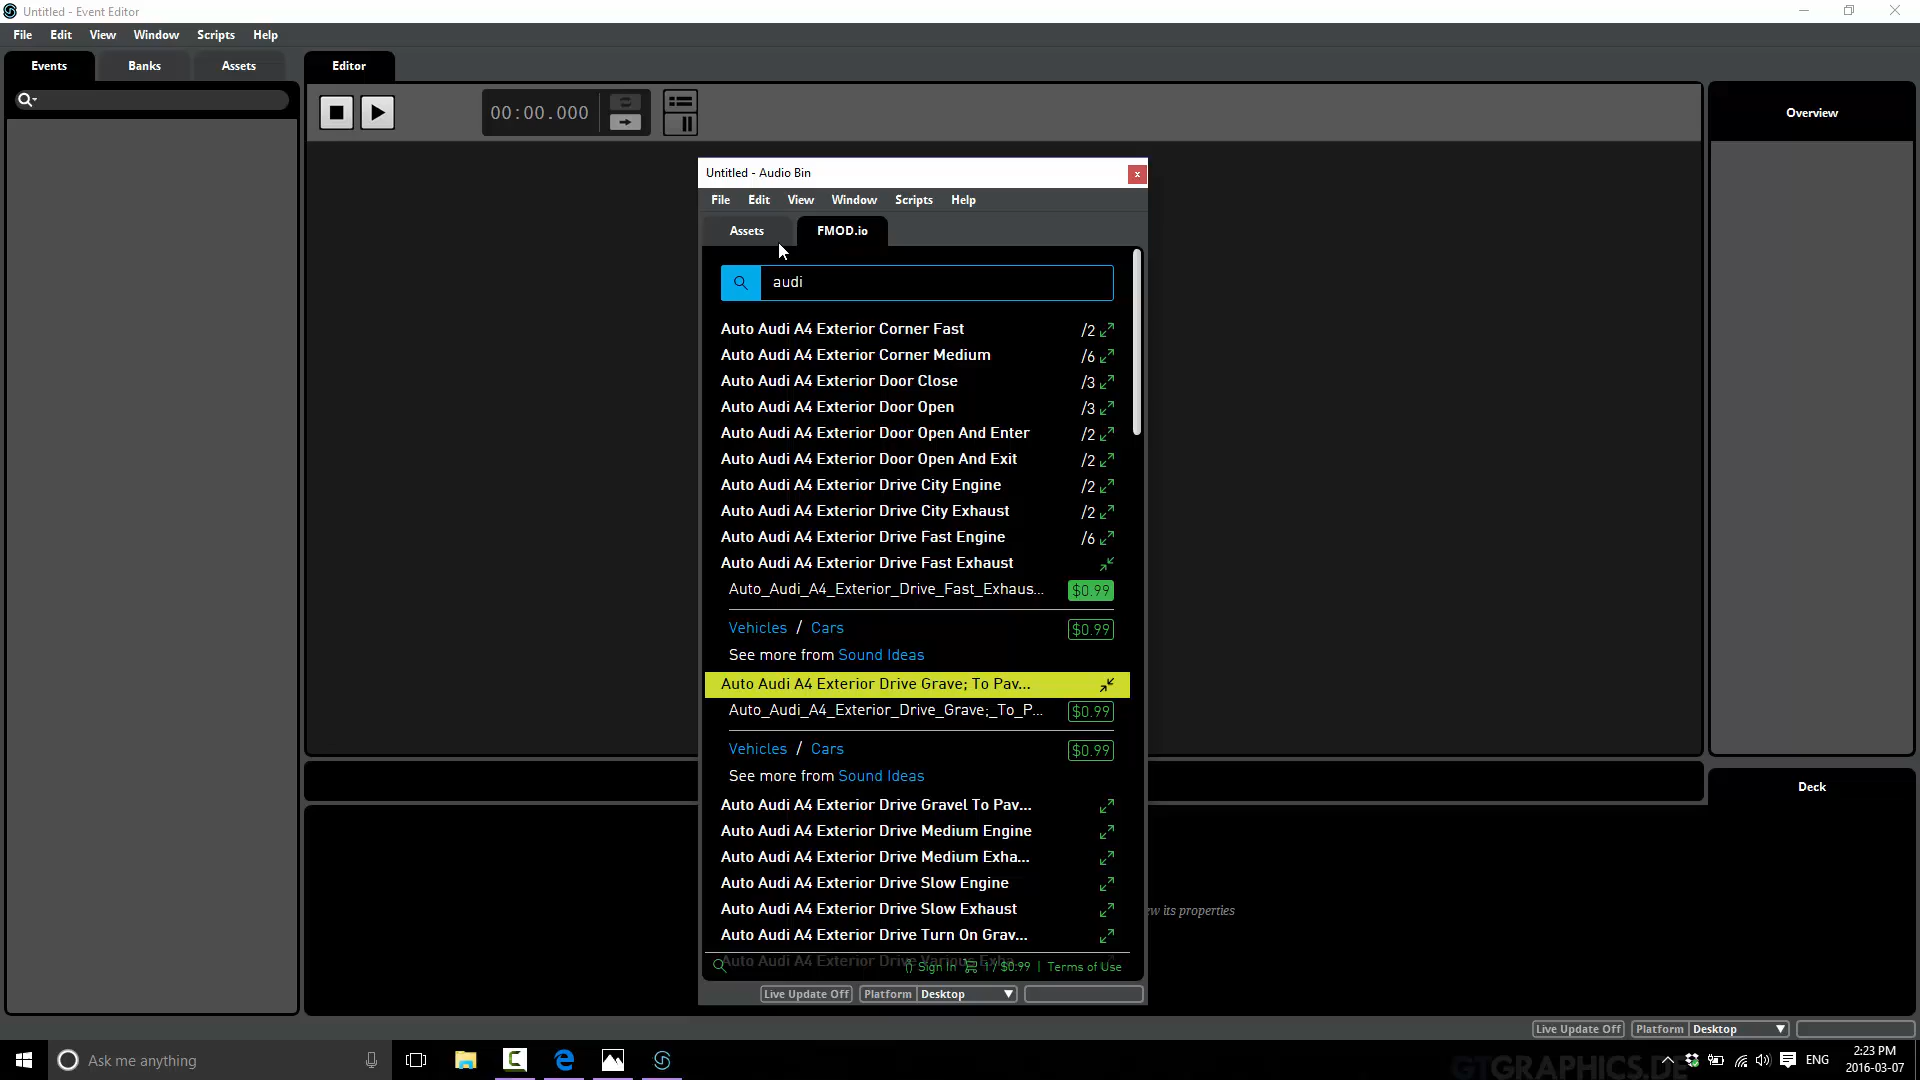 Untitled - Event Editor
File Edit View Window Scripts Help
Events Banks Assets Editor
00:00.000
Overview
Untitled - Audio Bin
x
File Edit View Window Scripts Help
Assets FMOD.io
audi
Auto Audi A4 Exterior Corner Fast /2
Auto Audi A4 Exterior Corner Medium /6
Auto Audi A4 Exterior Door Close /3
Auto Audi A4 Exterior Door Open /3
Auto Audi A4 Exterior Door Open And Enter /2
Auto Audi A4 Exterior Door Open And Exit /2
Auto Audi A4 Exterior Drive City Engine /2
Auto Audi A4 Exterior Drive City Exhaust /2
Auto Audi A4 Exterior Drive Fast Engine /6
Auto Audi A4 Exterior Drive Fast Exhaust
Auto_Audi_A4_Exterior_Drive_Fast_Exhaus... $0.99
Vehicles / Cars $0.99
See more from Sound Ideas
Auto Audi A4 Exterior Drive Grave; To Pav...
Auto_Audi_A4_Exterior_Drive_Grave;_To_P... $0.99
Vehicles / Cars $0.99
See more from Sound Ideas
Auto Audi A4 Exterior Drive Gravel To Pav...
Auto Audi A4 Exterior Drive Medium Engine
Auto Audi A4 Exterior Drive Medium Exha...
Auto Audi A4 Exterior Drive Slow Engine
Auto Audi A4 Exterior Drive Slow Exhaust
Auto Audi A4 Exterior Drive Turn On Grav...
Auto Audi A4 Exterior Drive Various Exha...
Sign In 1 / $0.99 | Terms of Use
Live Update Off Platform Desktop
Deck
w its properties
Live Update Off Platform Desktop
Ask me anything
ENG
2:23 PM
2016-03-07
GTGRAPHICS.DE